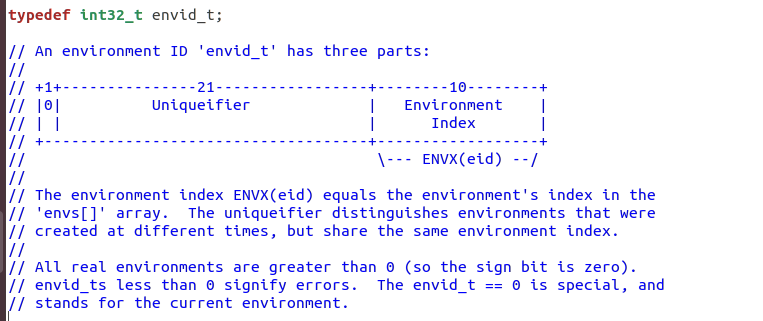 typedef int32_t envid_t;
// An environment ID 'envid_t' has three parts:
//
// +1+---------------21-----------------+--------10--------+
// |0|          Uniqueifier             |   Environment    |
// | |                                  |      Index       |
// +------------------------------------+------------------+
//                                       \--- ENVX(eid) --/
//
// The environment index ENVX(eid) equals the environment's index in the
// 'envs[]' array.  The uniqueifier distinguishes environments that were
// created at different times, but share the same environment index.
//
// All real environments are greater than 0 (so the sign bit is zero).
// envid_ts less than 0 signify errors.  The envid_t == 0 is special, and
// stands for the current environment.